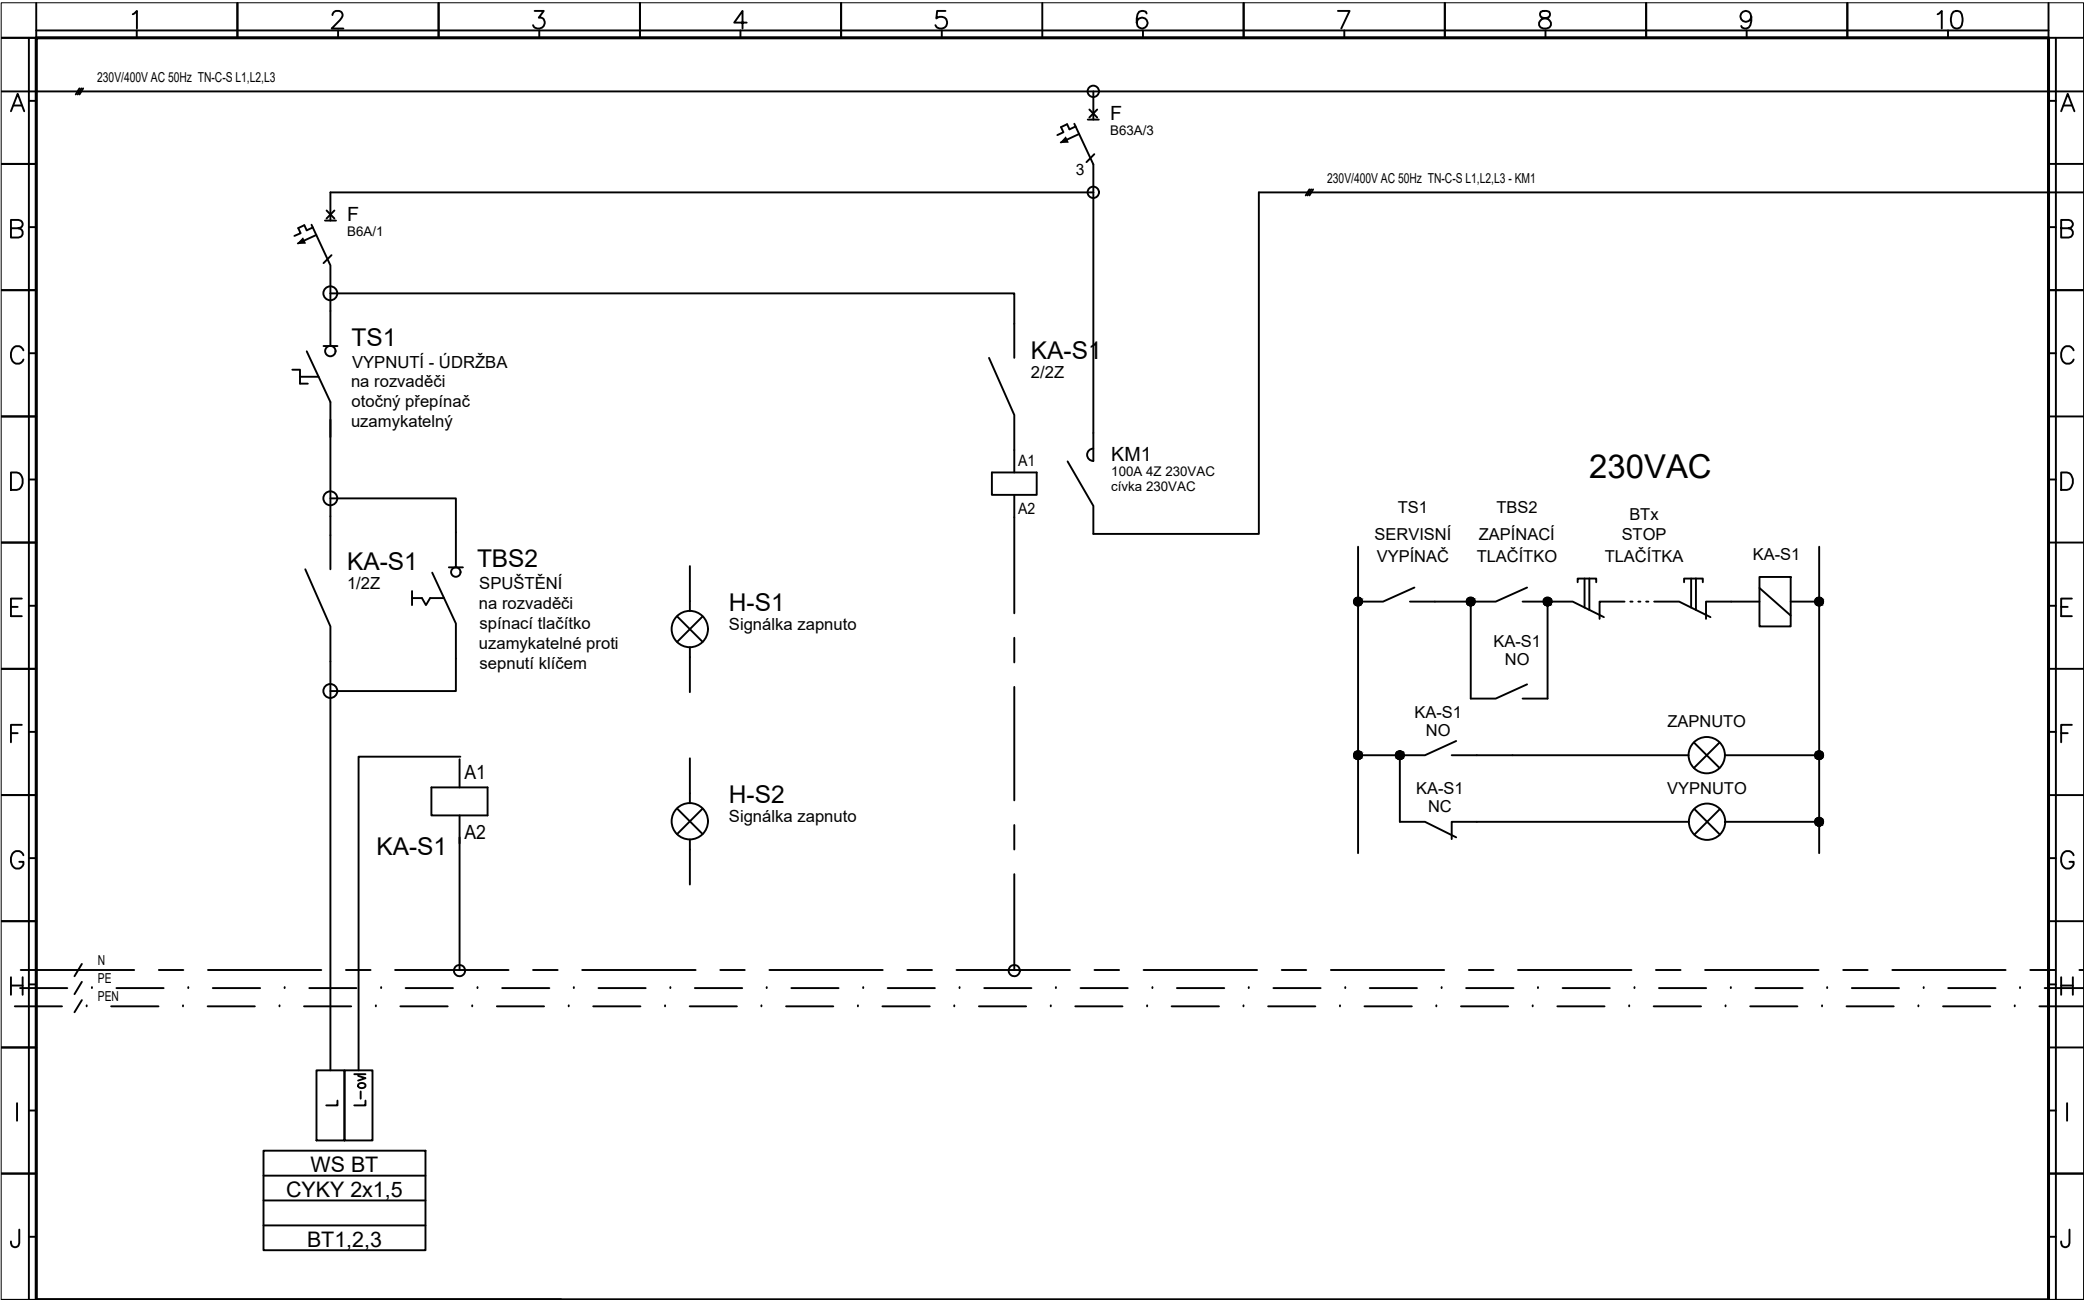 1 2 3 4 5 6 7 8 9 10
A A
230V/400V AC 50Hz TN-C-S L1,L2,L3
F
B63A/3
3
230V/400V AC 50Hz TN-C-S L1,L2,L3 - KM1
B B
F
B6A/1
C C
TS1
VYPNUTÍ - ÚDRŽBA
na rozvaděči
otočný přepínač
uzamykatelný
KA-S1
2/2Z
D D
A1
A2
KM1
100A 4Z 230VAC
cívka 230VAC
230VAC
TS1
SERVISNÍ
VYPÍNAČ
TBS2
ZAPÍNACÍ
TLAČÍTKO
BTx
STOP
TLAČÍTKA
KA-S1
E E
KA-S1
1/2Z
TBS2
SPUŠTĚNÍ
na rozvaděči
spínací tlačítko
uzamykatelné proti
sepnutí klíčem
H-S1
Signálka zapnuto
KA-S1
NO
F F
KA-S1
NO
ZAPNUTO
A1
A2
KA-S1
H-S2
Signálka zapnuto
KA-S1
NC
VYPNUTO
G G
H H
N
PE
PEN
I I
L
L-ovl
WS BT
CYKY 2x1,5
BT1,2,3
J J